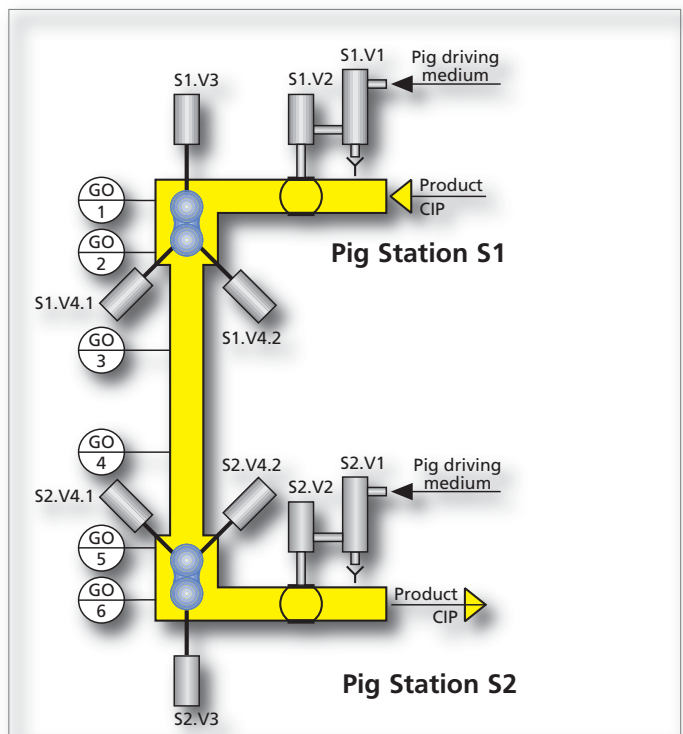 S1.V1
Pig driving
medium
S1.V3
S1.V2
GO
1
Product
CIP
GO
2
Pig Station S1
S1.V4.1
S1.V4.2
GO
3
GO
4
S2.V4.2
S2.V1
Pig driving
medium
S2.V4.1
S2.V2
GO
5
GO
6
Product
CIP
Pig Station S2
S2.V3